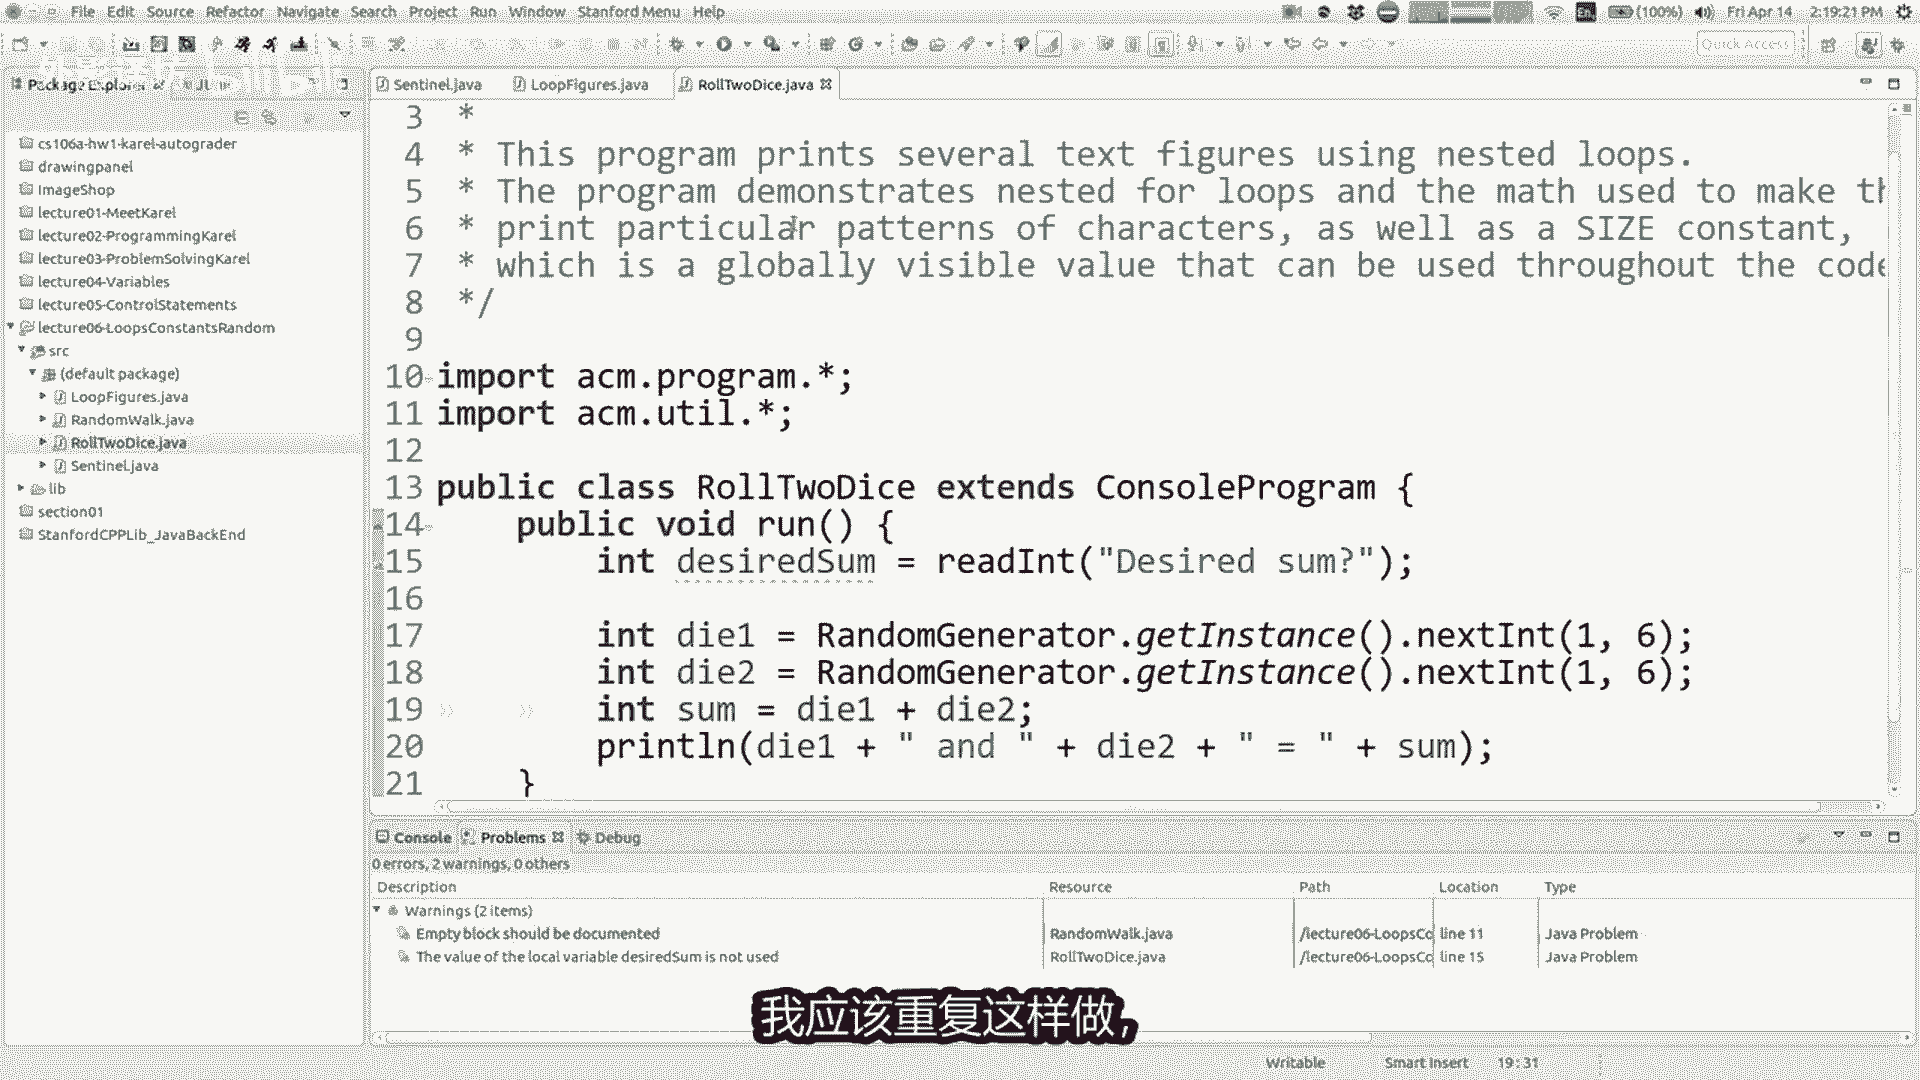 File Edit Source Refactor Navigate Search Project Run Window Stanford Menu Help
(100%) Fri Apr 14 2:19:21 PM
Quick Access
Package Explorer
Sentinel.java LoopFigures.java RollTwoDice.java
cs106a-hw1-karel-autograder
drawingpanel
ImageShop
lecture01-MeetKarel
lecture02-ProgrammingKarel
lecture03-ProblemSolvingKarel
lecture04-Variables
lecture05-ControlStatements
lecture06-LoopsConstantsRandom
src
(default package)
LoopFigures.java
RandomWalk.java
RollTwoDice.java
Sentinel.java
lib
section01
StanfordCPPLib_JavaBackEnd
3 *
4 * This program prints several text figures using nested loops.
5 * The program demonstrates nested for loops and the math used to make th
6 * print particular patterns of characters, as well as a SIZE constant,
7 * which is a globally visible value that can be used throughout the code
8 */
9
10 import acm.program.*;
11 import acm.util.*;
12
13 public class RollTwoDice extends ConsoleProgram {
14 public void run() {
15 int desiredSum = readInt("Desired sum?");
16
17 int die1 = RandomGenerator.getInstance().nextInt(1, 6);
18 int die2 = RandomGenerator.getInstance().nextInt(1, 6);
19 int sum = die1 + die2;
20 println(die1 + " and " + die2 + " = " + sum);
21 }
Console Problems Debug
0 errors, 2 warnings, 0 others
Description Resource Path Location Type
Warnings (2 items)
Empty block should be documented RandomWalk.java /lecture06-LoopsCo line 11 Java Problem
The value of the local variable desiredSum is not used RollTwoDice.java /lecture06-LoopsCo line 15 Java Problem
我应该重复这样做,
Writable Smart Insert 19:31